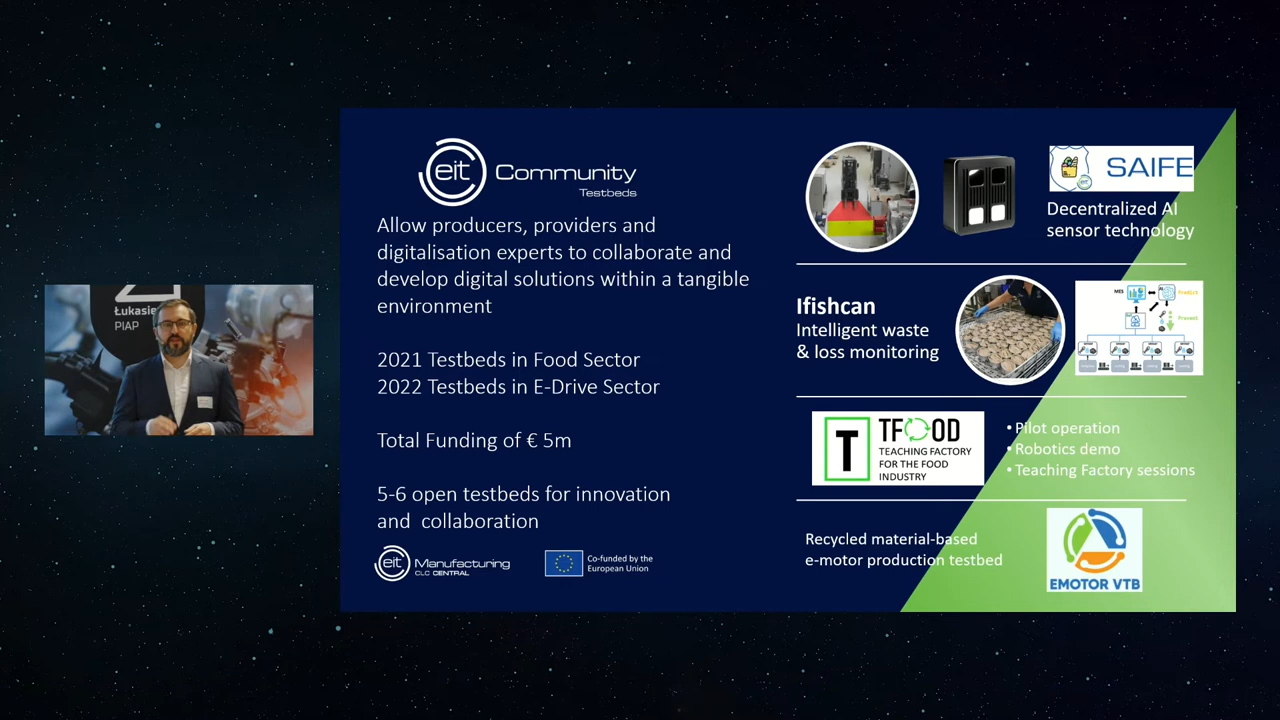 eit Community
Testbeds
Allow producers, providers and
digitalisation experts to collaborate and
develop digital solutions within a tangible
environment
2021 Testbeds in Food Sector
2022 Testbeds in E-Drive Sector
Total Funding of € 5m
5-6 open testbeds for innovation
and collaboration
eit Manufacturing
CLC CENTRAL
Co-funded by the
European Union
SAIFE
Decentralized AI
sensor technology
Ifishcan
Intelligent waste
& loss monitoring
MES
AI
Predict
Prevent
T
TFOOD
TEACHING FACTORY
FOR THE FOOD
INDUSTRY
• Pilot operation
• Robotics demo
• Teaching Factory sessions
Recycled material-based
e-motor production testbed
EMOTOR VTB
Łukasie
PIAP